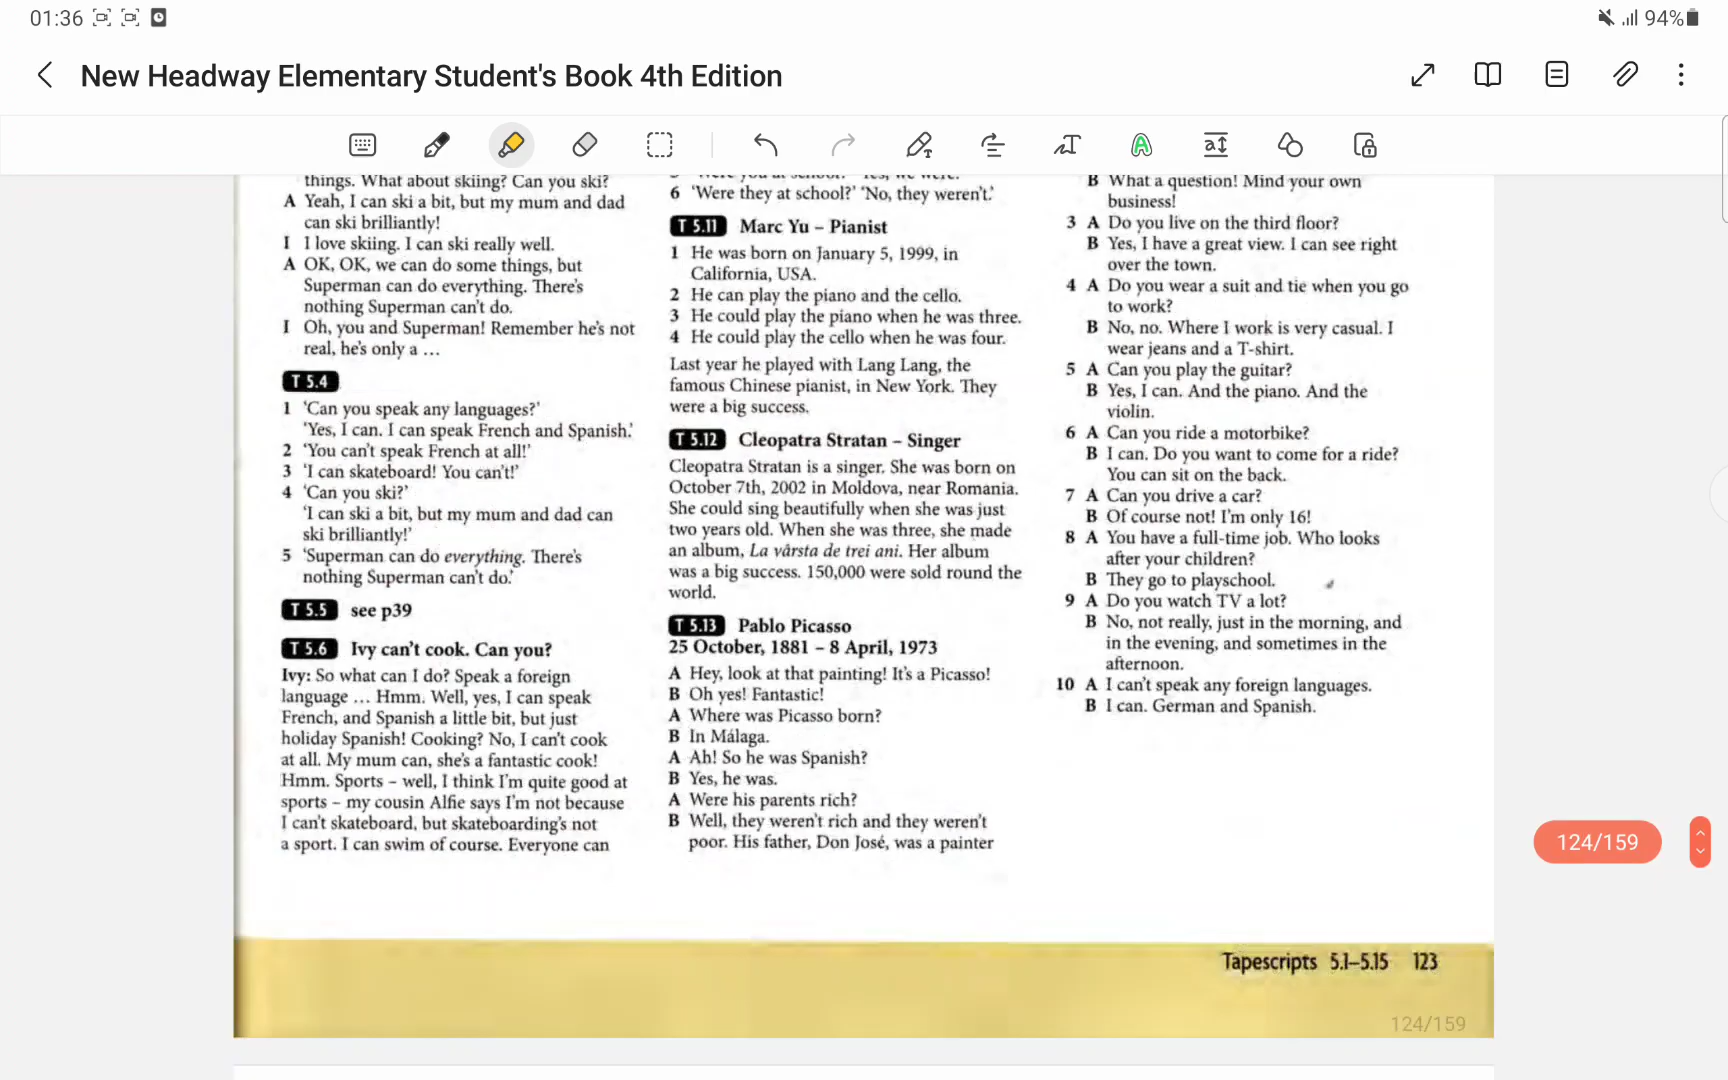 01:36
94%
New Headway Elementary Student's Book 4th Edition
things. What about skiing? Can you ski?
A Yeah, I can ski a bit, but my mum and dad
can ski brilliantly!
I I love skiing. I can ski really well.
A OK, OK, we can do some things, but
Superman can do everything. There's
nothing Superman can't do.
I Oh, you and Superman! Remember he's not
real, he's only a …
T 5.4
1 'Can you speak any languages?'
'Yes, I can. I can speak French and Spanish.'
2 'You can't speak French at all!'
3 'I can skateboard! You can't!'
4 'Can you ski?'
'I can ski a bit, but my mum and dad can
ski brilliantly!'
5 'Superman can do everything. There's
nothing Superman can't do.'
T 5.5 see p39
T 5.6 Ivy can't cook. Can you?
Ivy: So what can I do? Speak a foreign
language … Hmm. Well, yes, I can speak
French, and Spanish a little bit, but just
holiday Spanish! Cooking? No, I can't cook
at all. My mum can, she's a fantastic cook!
Hmm. Sports – well, I think I'm quite good at
sports – my cousin Alfie says I'm not because
I can't skateboard, but skateboarding's not
a sport. I can swim of course. Everyone can
5 'Were you at school?' 'Yes, we were.'
6 'Were they at school?' 'No, they weren't.'
T 5.11 Marc Yu – Pianist
1 He was born on January 5, 1999, in
California, USA.
2 He can play the piano and the cello.
3 He could play the piano when he was three.
4 He could play the cello when he was four.
Last year he played with Lang Lang, the
famous Chinese pianist, in New York. They
were a big success.
T 5.12 Cleopatra Stratan – Singer
Cleopatra Stratan is a singer. She was born on
October 7th, 2002 in Moldova, near Romania.
She could sing beautifully when she was just
two years old. When she was three, she made
an album, La vârsta de trei ani. Her album
was a big success. 150,000 were sold round the
world.
T 5.13 Pablo Picasso
25 October, 1881 – 8 April, 1973
A Hey, look at that painting! It's a Picasso!
B Oh yes! Fantastic!
A Where was Picasso born?
B In Málaga.
A Ah! So he was Spanish?
B Yes, he was.
A Were his parents rich?
B Well, they weren't rich and they weren't
poor. His father, Don José, was a painter
B What a question! Mind your own
business!
3 A Do you live on the third floor?
B Yes, I have a great view. I can see right
over the town.
4 A Do you wear a suit and tie when you go
to work?
B No, no. Where I work is very casual. I
wear jeans and a T-shirt.
5 A Can you play the guitar?
B Yes, I can. And the piano. And the
violin.
6 A Can you ride a motorbike?
B I can. Do you want to come for a ride?
You can sit on the back.
7 A Can you drive a car?
B Of course not! I'm only 16!
8 A You have a full-time job. Who looks
after your children?
B They go to playschool.
9 A Do you watch TV a lot?
B No, not really, just in the morning, and
in the evening, and sometimes in the
afternoon.
10 A I can't speak any foreign languages.
B I can. German and Spanish.
124/159
Tapescripts 5.1–5.15 123
124/159